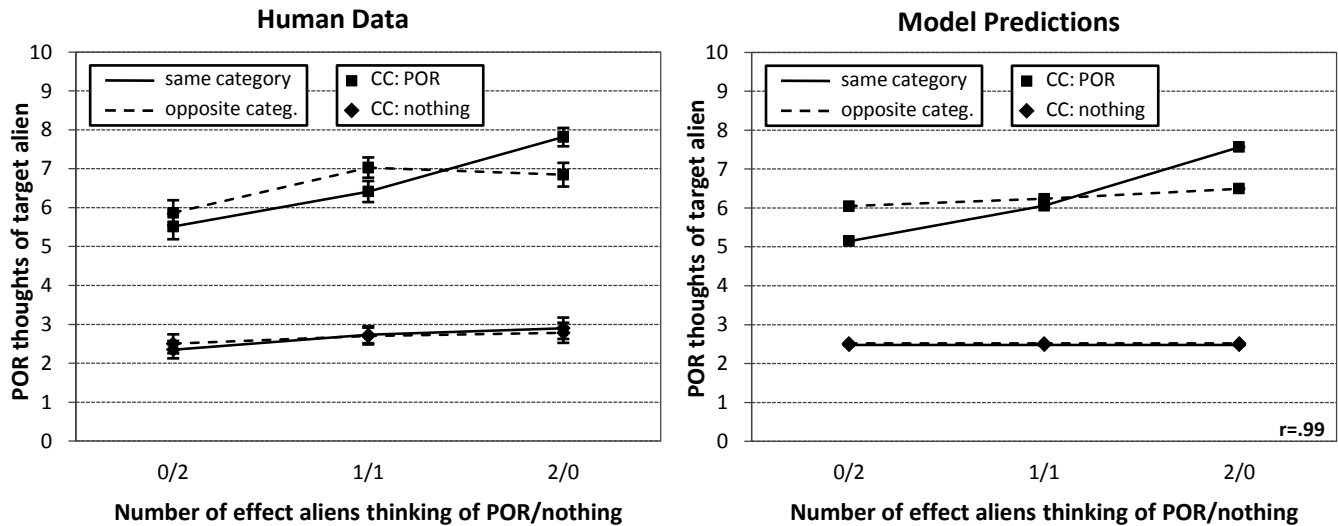 Human Data
POR thoughts of target alien
10
9
8
7
6
5
4
3
2
1
0
same category
opposite categ.
CC: POR
CC: nothing
0/2
1/1
2/0
Number of effect aliens thinking of POR/nothing
Model Predictions
POR thoughts of target alien
10
9
8
7
6
5
4
3
2
1
0
same category
opposite categ.
CC: POR
CC: nothing
r=.99
0/2
1/1
2/0
Number of effect aliens thinking of POR/nothing